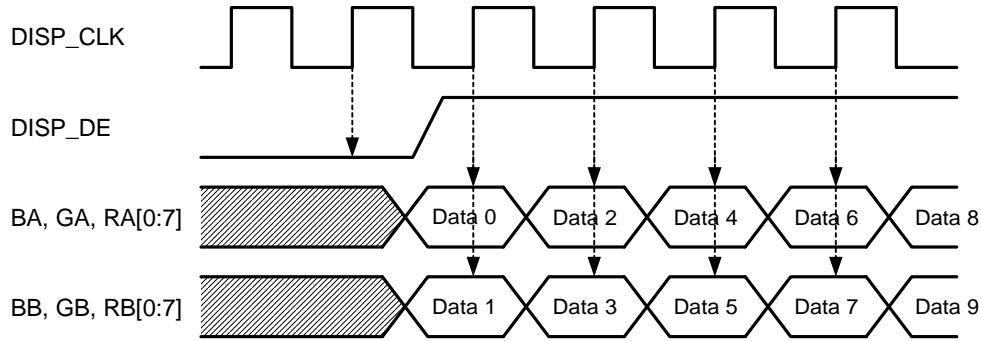 DISP_CLK
DISP_DE
BA, GA, RA[0:7] Data 0 Data 2 Data 4 Data 6 Data 8
BB, GB, RB[0:7] Data 1 Data 3 Data 5 Data 7 Data 9